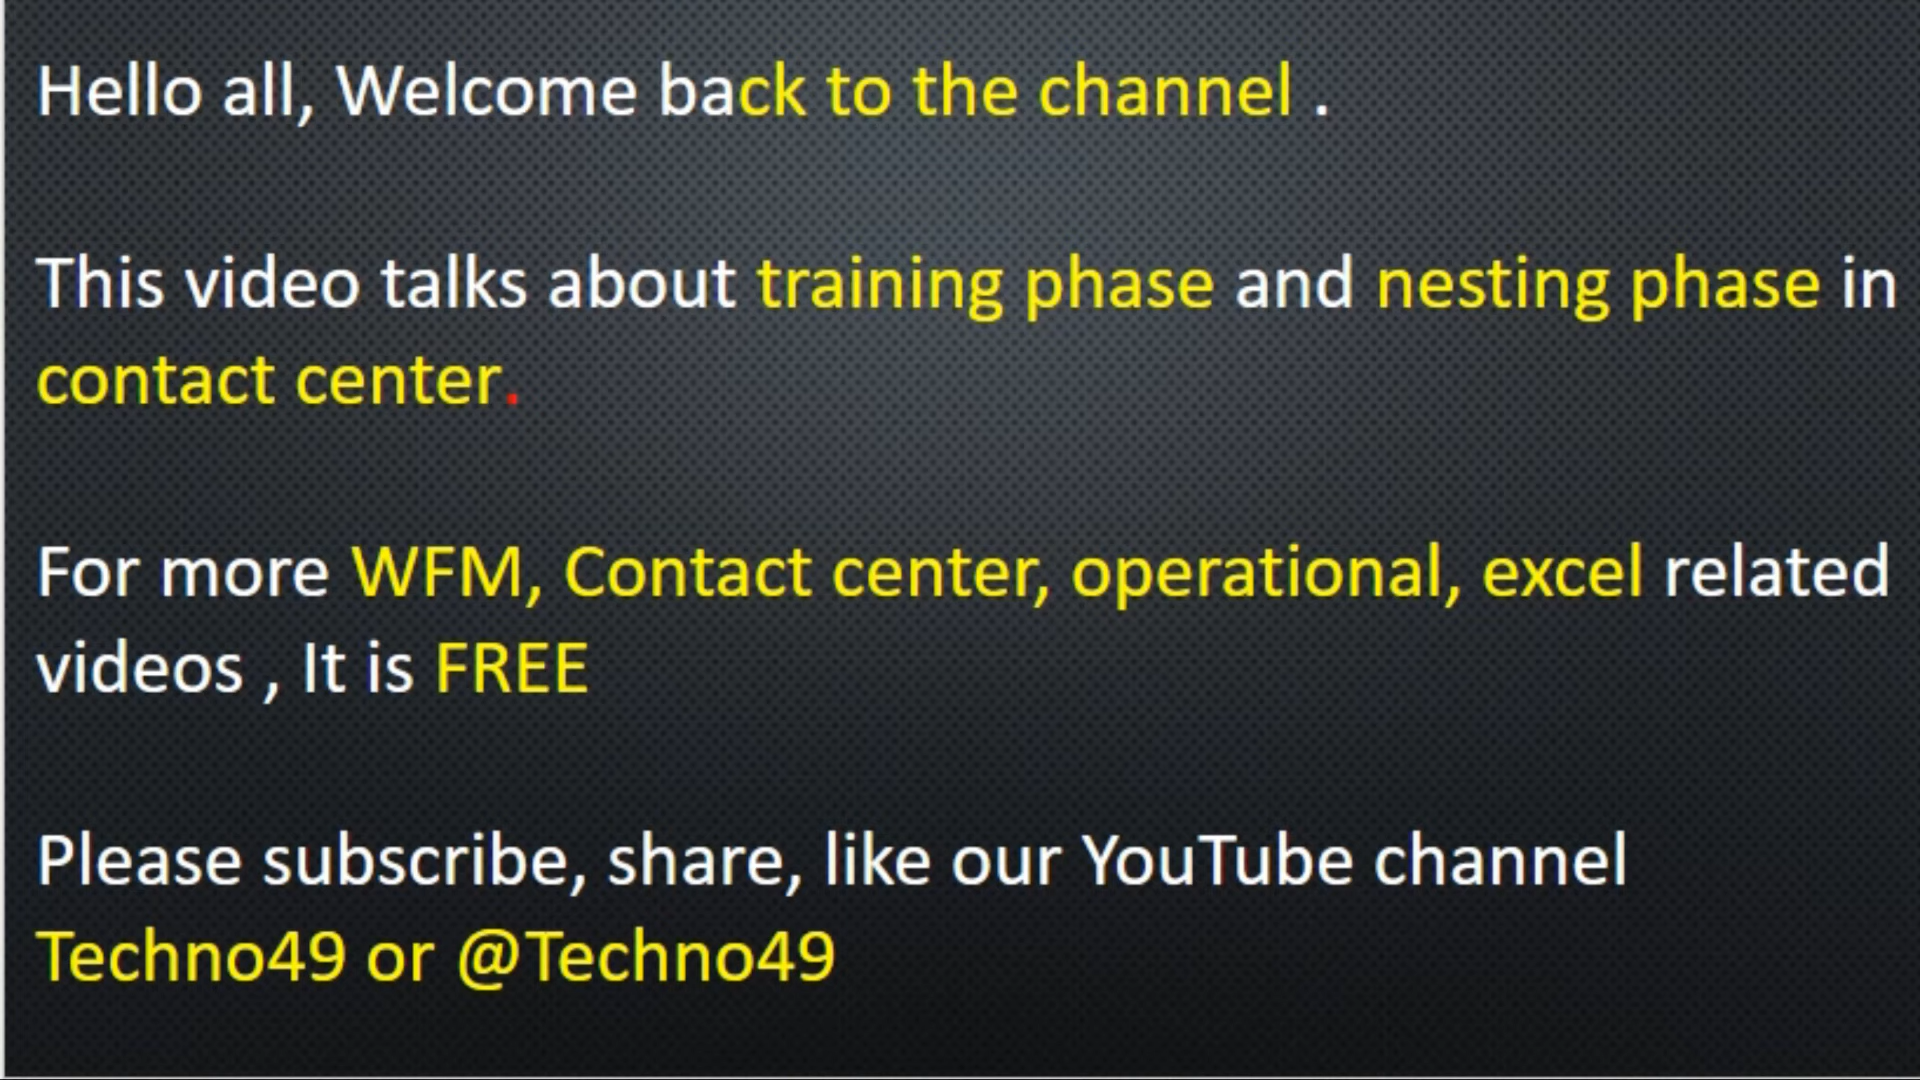 Hello all, Welcome back to the channel .
This video talks about training phase and nesting phase in
contact center.
For more WFM, Contact center, operational, excel related
videos , It is FREE
Please subscribe, share, like our YouTube channel
Techno49 or @Techno49